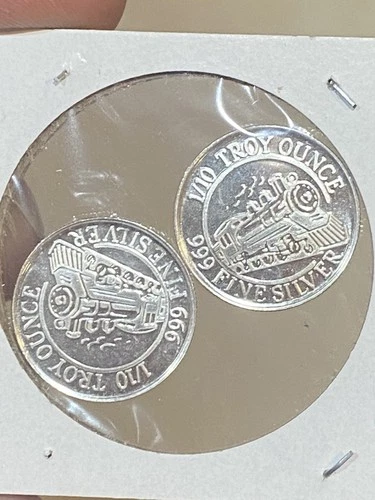 1/10 TROY OUNCE
999 FINE SILVER
1/10 TROY OUNCE
999 FINE SILVER